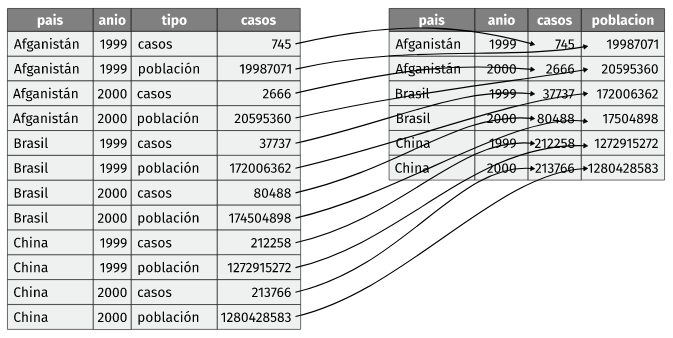 pais anio tipo casos
Afganistán 1999 casos 745
Afganistán 1999 población 19987071
Afganistán 2000 casos 2666
Afganistán 2000 población 20595360
Brasil 1999 casos 37737
Brasil 1999 población 172006362
Brasil 2000 casos 80488
Brasil 2000 población 174504898
China 1999 casos 212258
China 1999 población 1272915272
China 2000 casos 213766
China 2000 población 1280428583
pais anio casos poblacion
Afganistán 1999 745 19987071
Afganistán 2000 2666 20595360
Brasil 1999 37737 172006362
Brasil 2000 80488 17504898
China 1999 212258 1272915272
China 2000 213766 1280428583